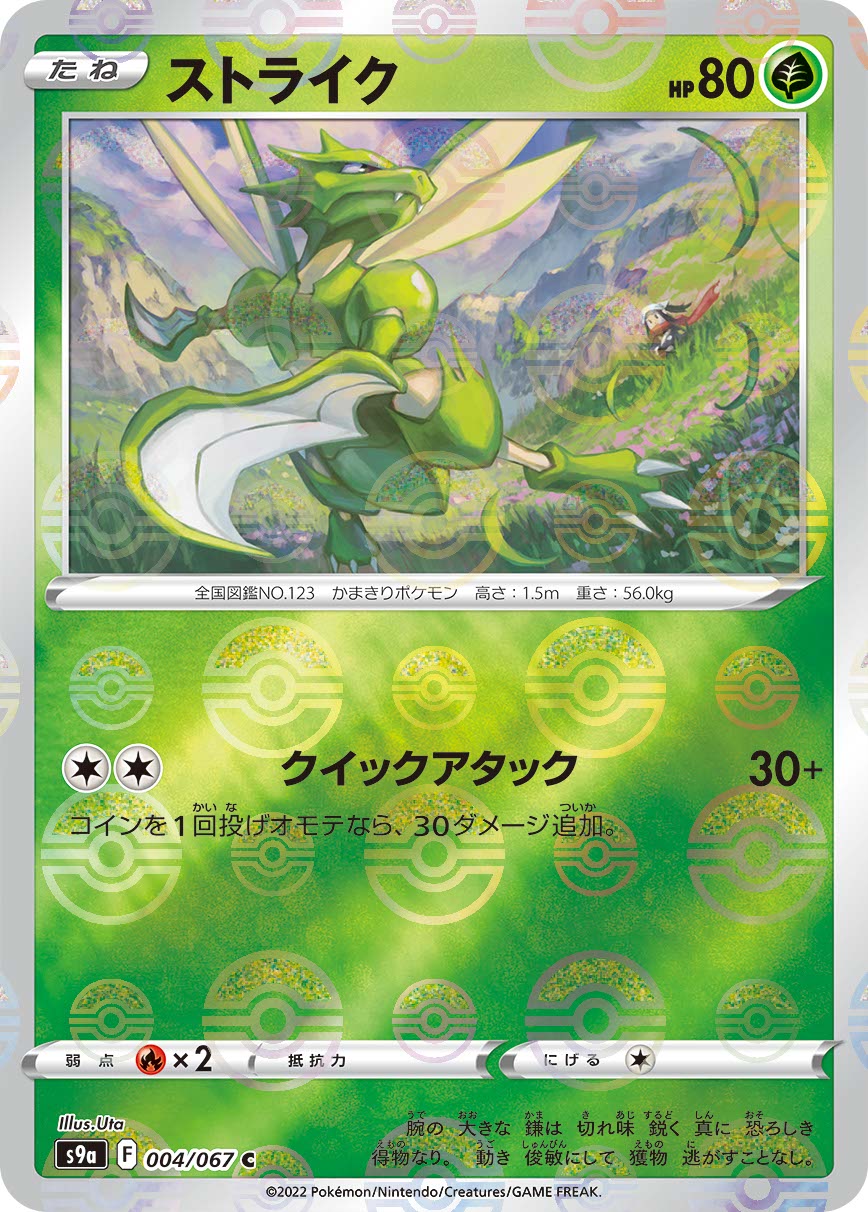 たね ストライク HP80
全国図鑑NO.123 かまきりポケモン 高さ：1.5m 重さ：56.0kg
クイックアタック 30+
コインを1回投げオモテなら、30ダメージ追加。
弱点 ×2 抵抗力 にげる
Illus.Uta
腕の 大きな 鎌は 切れ味 鋭く 真に 恐ろしき
得物なり。 動き 俊敏にして 獲物 逃がすことなし。
s9a F 004/067 C
©2022 Pokémon/Nintendo/Creatures/GAME FREAK.